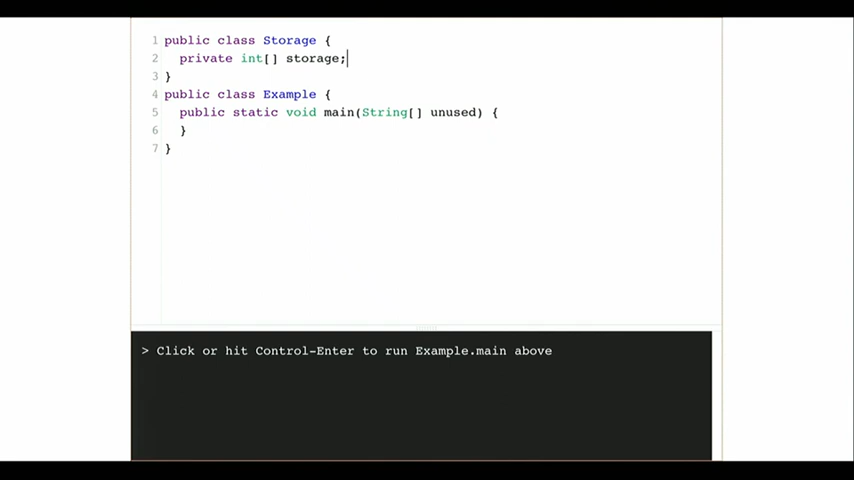 1 public class Storage {
2 private int[] storage;
3 }
4 public class Example {
5 public static void main(String[] unused) {
6 }
7 }
> Click or hit Control-Enter to run Example.main above